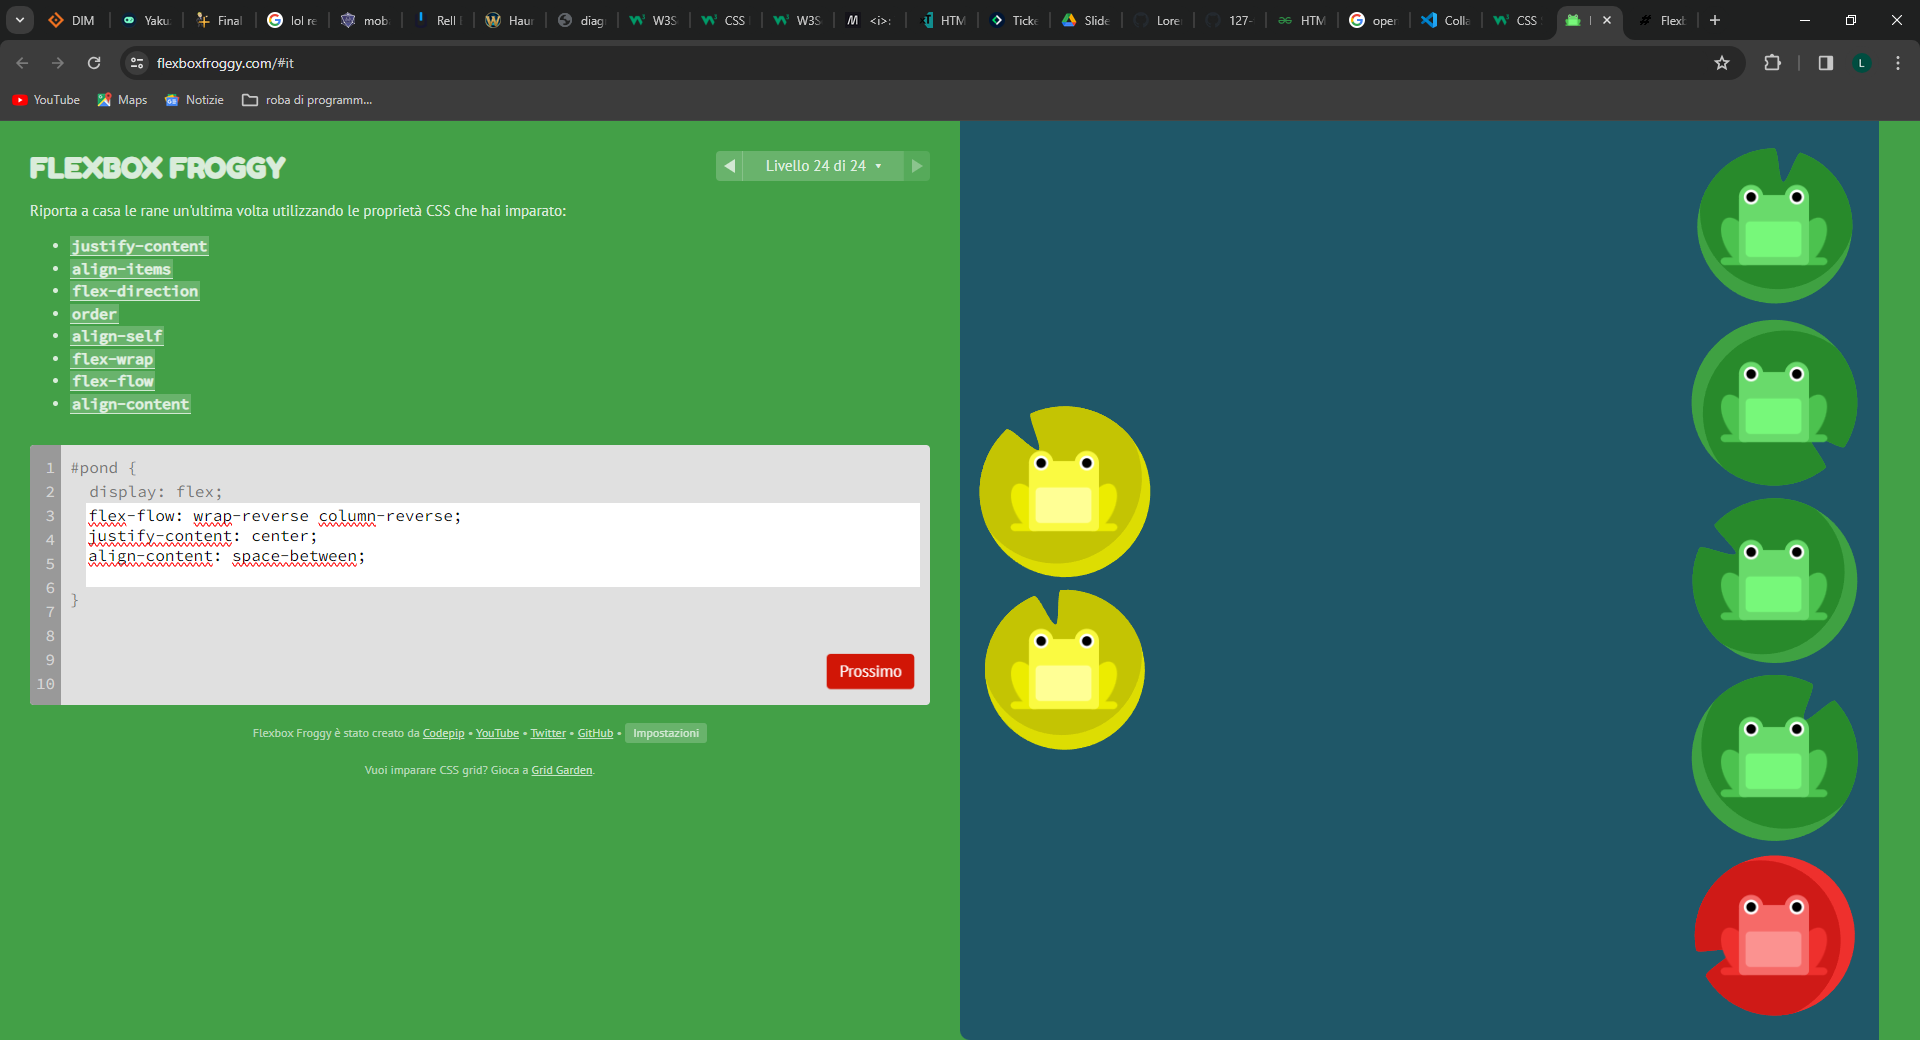 DIM
Yaku
Final
lol re
mob
Rell
Haur
diag
W3S
CSS
W3S
<i>:
HTM
Ticke
Slide
Lore
127-
HTM
open
Colla
CSS
Flexb
flexboxfroggy.com/#it
L
YouTube
Maps
Notizie
roba di programm...
FLEXBOX FROGGY
Livello 24 di 24
Riporta a casa le rane un'ultima volta utilizzando le proprietà CSS che hai imparato:
• justify-content
• align-items
• flex-direction
• order
• align-self
• flex-wrap
• flex-flow
• align-content
1 #pond {
2 display: flex;
3 flex-flow: wrap-reverse column-reverse;
4 justify-content: center;
5 align-content: space-between;
6 }
7
8
9
10
Prossimo
Flexbox Froggy è stato creato da Codepip • YouTube • Twitter • GitHub • Impostazioni
Vuoi imparare CSS grid? Gioca a Grid Garden.